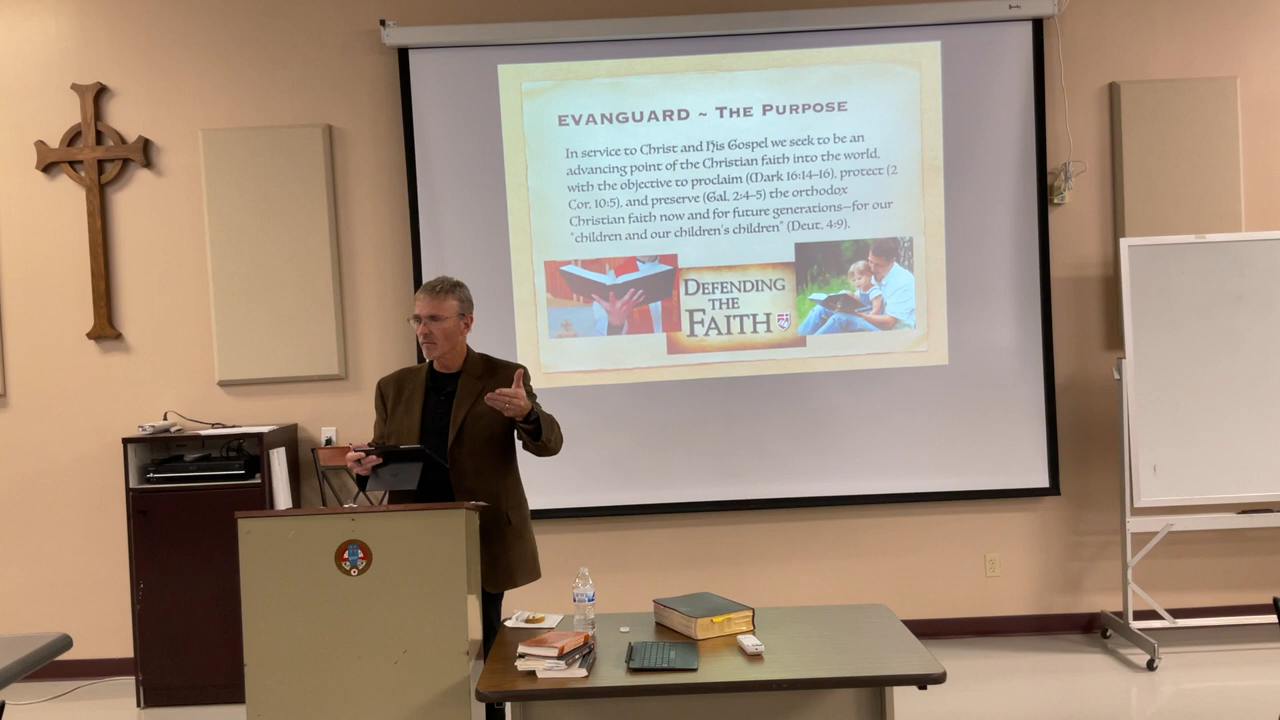 EVANGUARD ~ THE PURPOSE
In service to Christ and His Gospel we seek to be an
advancing point of the Christian faith into the world,
with the objective to proclaim (Mark 16:14–16), protect (2
Cor. 10:5), and preserve (Gal. 2:4–5) the orthodox
Christian faith now and for future generations—for our
"children and our children's children" (Deut. 4:9).
DEFENDING
THE
FAITH